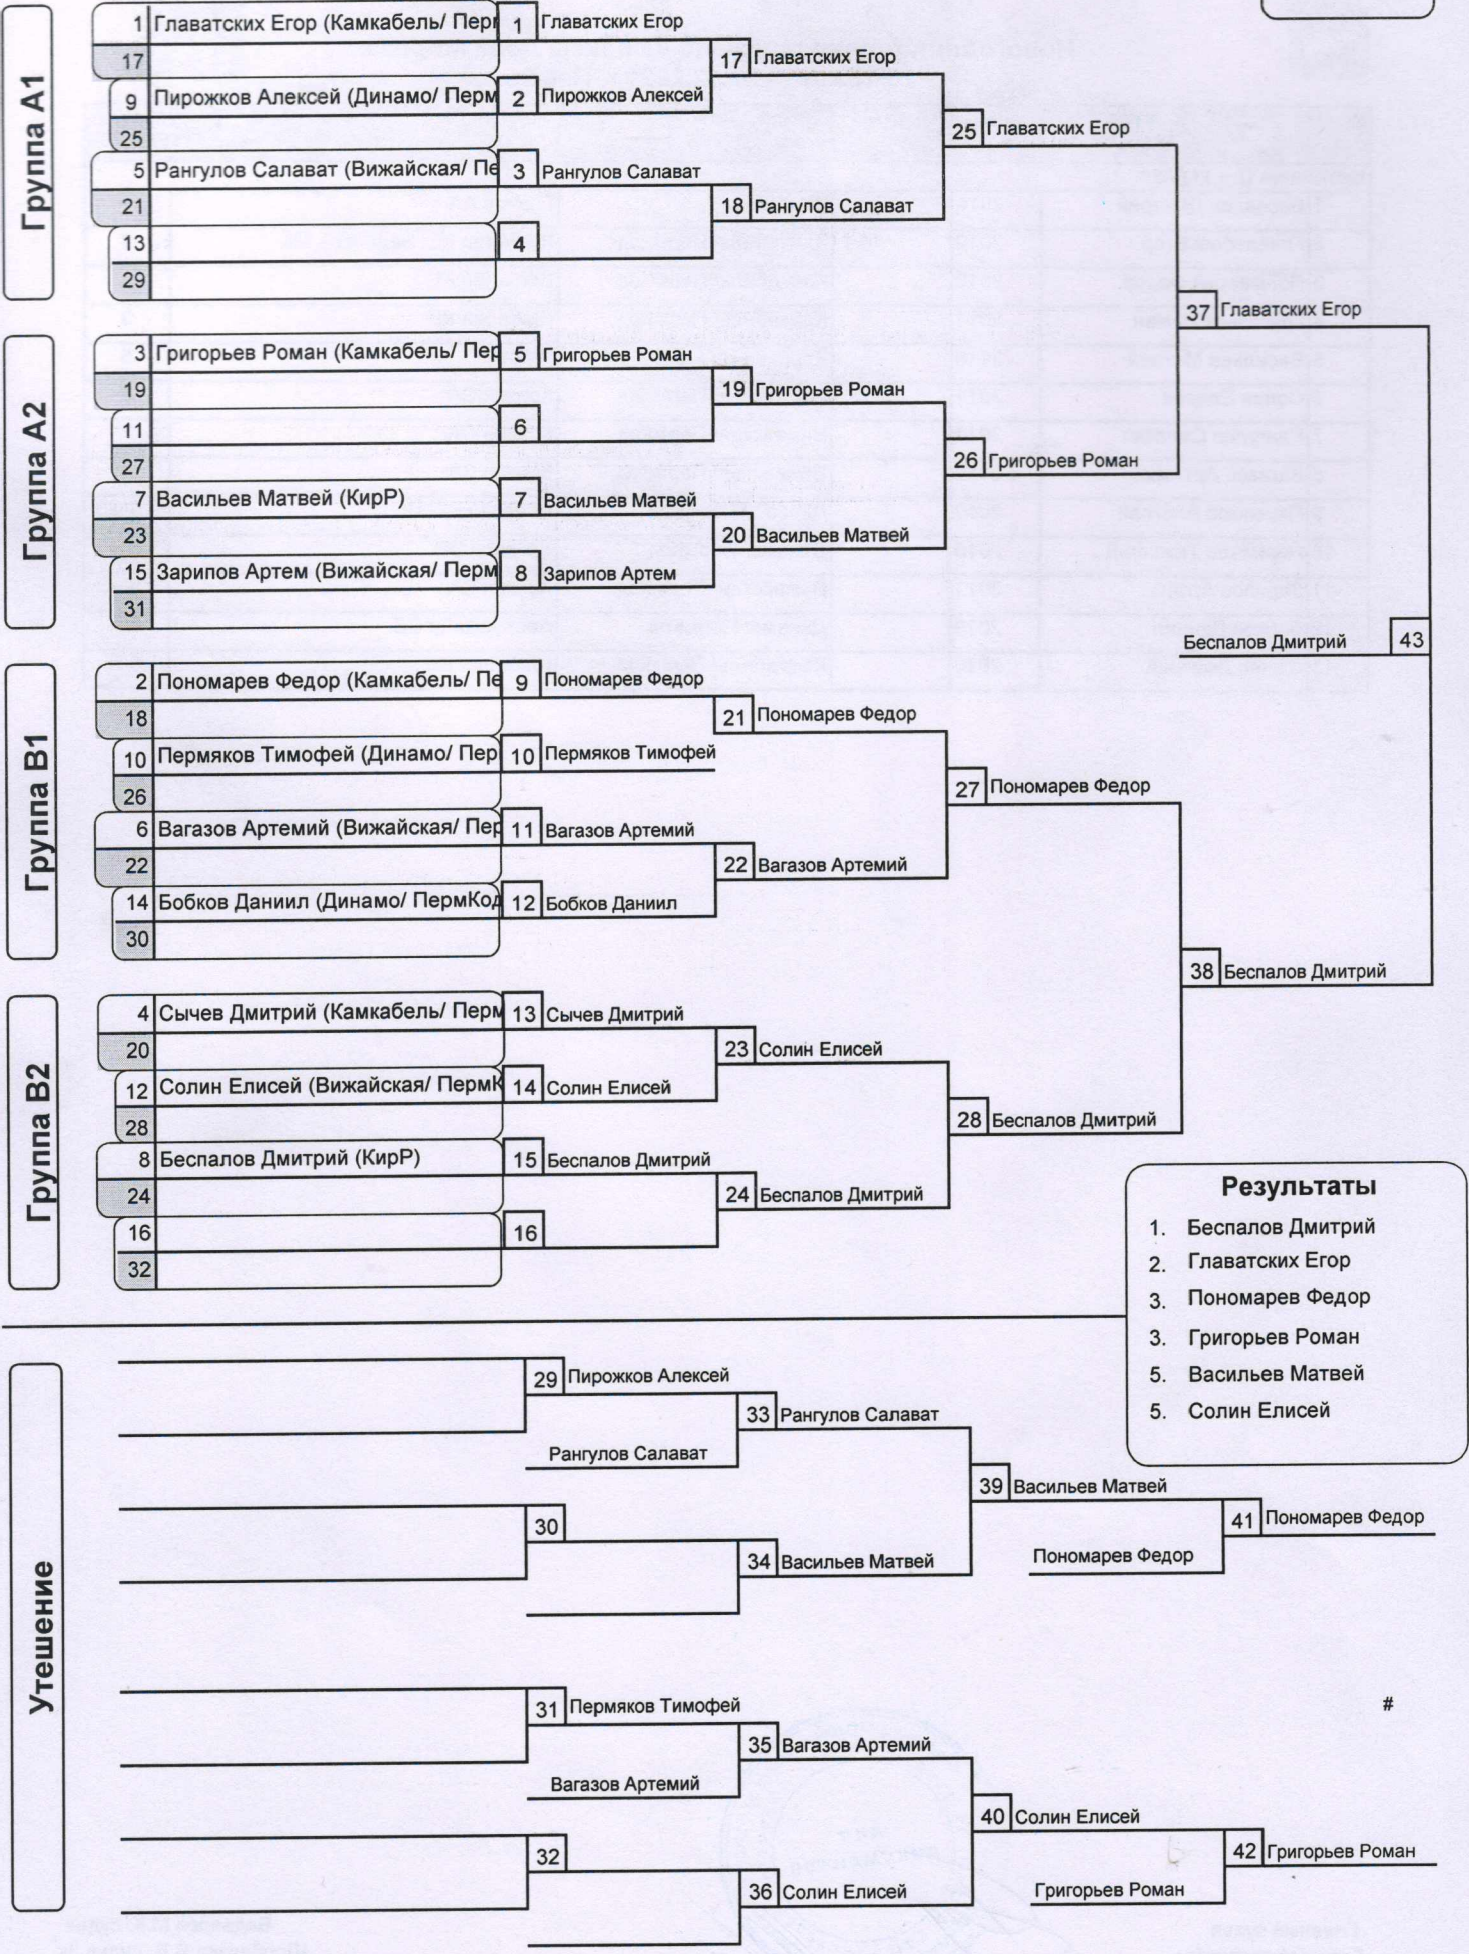 Группа A1
1 Главатских Егор (Камкабель/ Пер
17
9 Пирожков Алексей (Динамо/ Перм
25
5 Рангулов Салават (Вижайская/ Пе
21
13
29
1 Главатских Егор
2 Пирожков Алексей
3 Рангулов Салават
4
17 Главатских Егор
18 Рангулов Салават
25 Главатских Егор
37 Главатских Егор
Группа A2
3 Григорьев Роман (Камкабель/ Пер
19
11
27
7 Васильев Матвей (КирР)
23
15 Зарипов Артем (Вижайская/ Перм
31
5 Григорьев Роман
6
7 Васильев Матвей
8 Зарипов Артем
19 Григорьев Роман
20 Васильев Матвей
26 Григорьев Роман
Беспалов Дмитрий 43
Группа B1
2 Пономарев Федор (Камкабель/ Пе
18
10 Пермяков Тимофей (Динамо/ Пер
26
6 Вагазов Артемий (Вижайская/ Пер
22
14 Бобков Даниил (Динамо/ ПермКод
30
9 Пономарев Федор
10 Пермяков Тимофей
11 Вагазов Артемий
12 Бобков Даниил
21 Пономарев Федор
22 Вагазов Артемий
27 Пономарев Федор
38 Беспалов Дмитрий
Группа B2
4 Сычев Дмитрий (Камкабель/ Перм
20
12 Солин Елисей (Вижайская/ ПермК
28
8 Беспалов Дмитрий (КирР)
24
16
32
13 Сычев Дмитрий
14 Солин Елисей
15 Беспалов Дмитрий
16
23 Солин Елисей
24 Беспалов Дмитрий
28 Беспалов Дмитрий
Результаты
1. Беспалов Дмитрий
2. Главатских Егор
3. Пономарев Федор
3. Григорьев Роман
5. Васильев Матвей
5. Солин Елисей
Утешение
29 Пирожков Алексей
Рангулов Салават
30
33 Рангулов Салават
34 Васильев Матвей
39 Васильев Матвей
Пономарев Федор
41 Пономарев Федор
31 Пермяков Тимофей
Вагазов Артемий
32
35 Вагазов Артемий
36 Солин Елисей
40 Солин Елисей
Григорьев Роман
42 Григорьев Роман
#